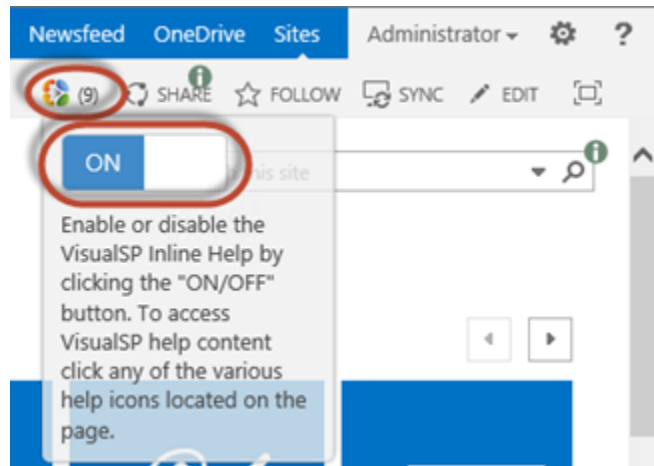 Newsfeed OneDrive Sites Administrator ?
(9) SHARE FOLLOW SYNC EDIT
ON
this site
Enable or disable the
VisualSP Inline Help by
clicking the "ON/OFF"
button. To access
VisualSP help content
click any of the various
help icons located on the
page.